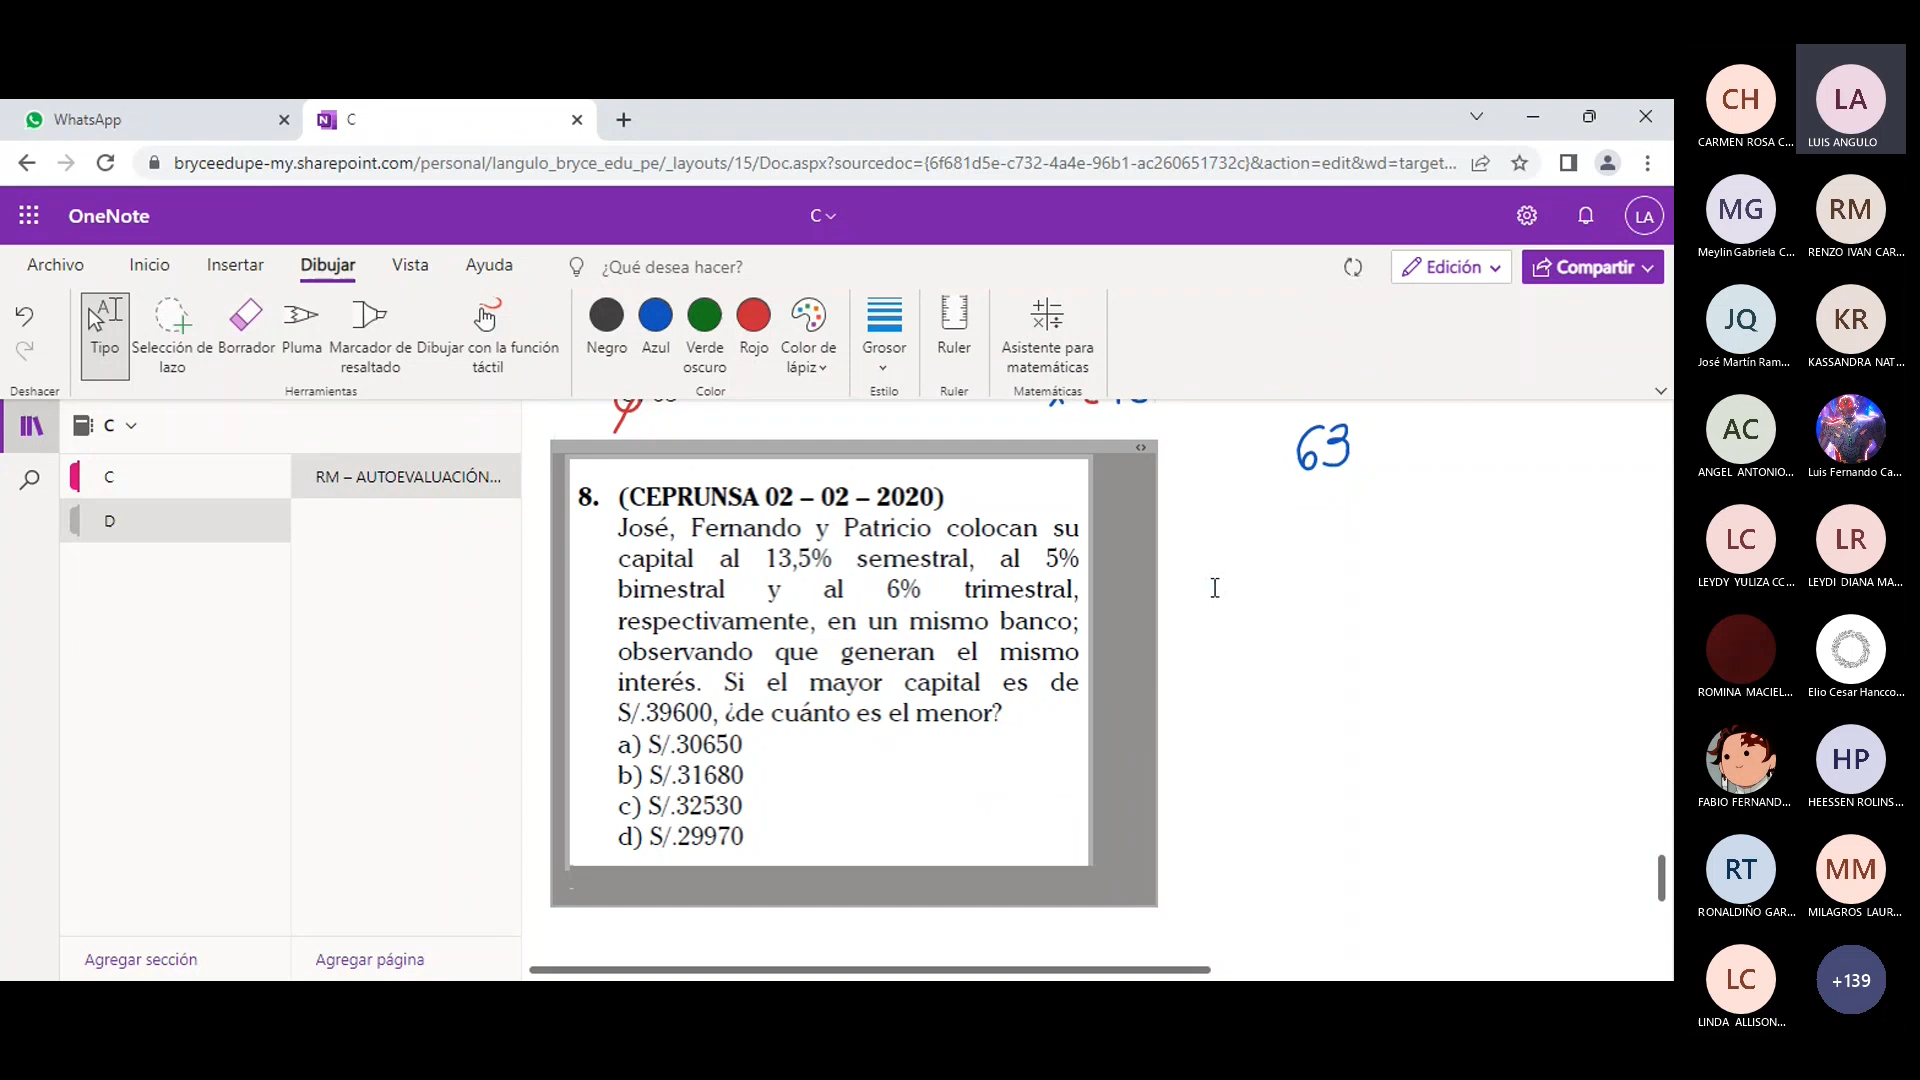 WhatsApp
C
bryceedupe-my.sharepoint.com/personal/langulo_bryce_edu_pe/_layouts/15/Doc.aspx?sourcedoc={6f681d5e-c732-4a4e-96b1-ac260651732c}&action=edit&wd=target...
OneNote
C
LA
Archivo Inicio Insertar Dibujar Vista Ayuda ¿Qué desea hacer? Edición Compartir
Tipo
Selección de lazo
Borrador
Pluma
Marcador de resaltado
Dibujar con la función táctil
Negro
Azul
Verde oscuro
Rojo
Color de lápiz
Grosor
Ruler
Asistente para matemáticas
Deshacer Herramientas Color Estilo Ruler Matemáticas
C
C
D
RM – AUTOEVALUACIÓN...
Agregar sección
Agregar página
63
8. (CEPRUNSA 02 – 02 – 2020)
José, Fernando y Patricio colocan su
capital al 13,5% semestral, al 5%
bimestral y al 6% trimestral,
respectivamente, en un mismo banco;
observando que generan el mismo
interés. Si el mayor capital es de
S/.39600, ¿de cuánto es el menor?
a) S/.30650
b) S/.31680
c) S/.32530
d) S/.29970
CH
CARMEN ROSA C...
LA
LUIS ANGULO
MG
Meylin Gabriela C...
RM
RENZO IVAN CAR...
JQ
José Martín Ram...
KR
KASSANDRA NAT...
AC
ANGEL ANTONIO...
Luis Fernando Ca...
LC
LEYDY YULIZA CC...
LR
LEYDI DIANA MA...
ROMINA MACIEL...
Elio Cesar Hancco...
FABIO FERNAND...
HP
HEESSEN ROLINS...
RT
RONALDIÑO GAR...
MM
MILAGROS LAUR...
LC
LINDA ALLISON...
+139